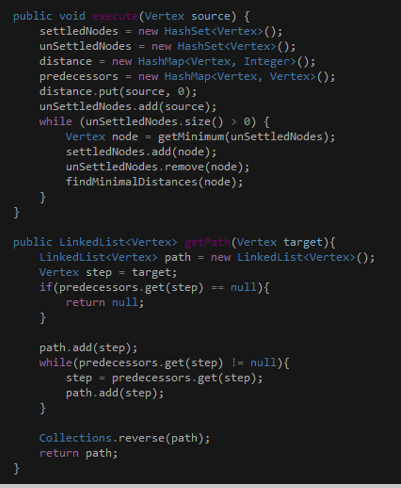 public void execute(Vertex source) {
    settledNodes = new HashSet<Vertex>();
    unSettledNodes = new HashSet<Vertex>();
    distance = new HashMap<Vertex, Integer>();
    predecessors = new HashMap<Vertex, Vertex>();
    distance.put(source, 0);
    unSettledNodes.add(source);
    while (unSettledNodes.size() > 0) {
        Vertex node = getMinimum(unSettledNodes);
        settledNodes.add(node);
        unSettledNodes.remove(node);
        findMinimalDistances(node);
    }
}

public LinkedList<Vertex> getPath(Vertex target){
    LinkedList<Vertex> path = new LinkedList<Vertex>();
    Vertex step = target;
    if(predecessors.get(step) == null){
        return null;
    }

    path.add(step);
    while(predecessors.get(step) != null){
        step = predecessors.get(step);
        path.add(step);
    }

    Collections.reverse(path);
    return path;
}